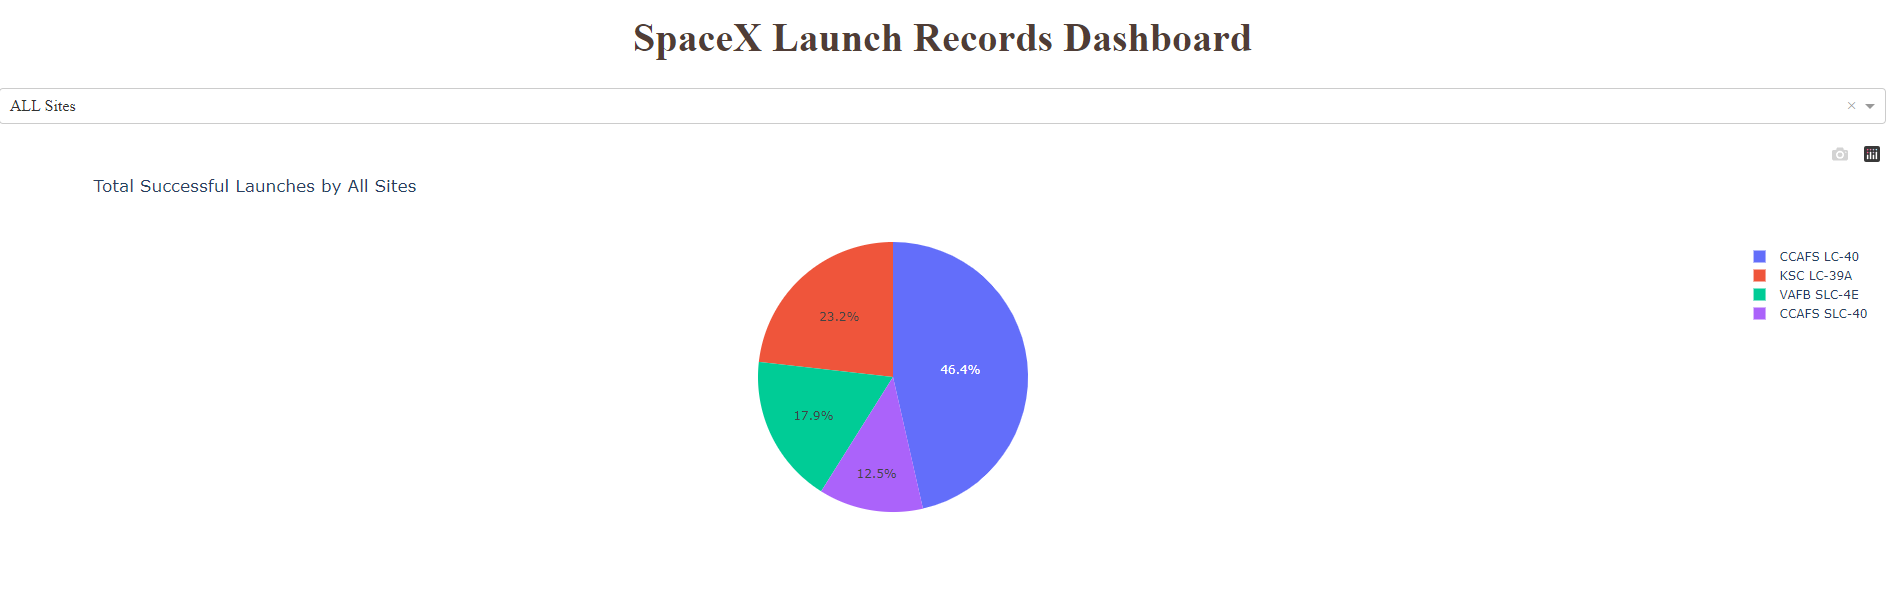 SpaceX Launch Records Dashboard
ALL Sites ×
Total Successful Launches by All Sites
CCAFS LC-40
KSC LC-39A
VAFB SLC-4E
CCAFS SLC-40
23.2%
46.4%
17.9%
12.5%